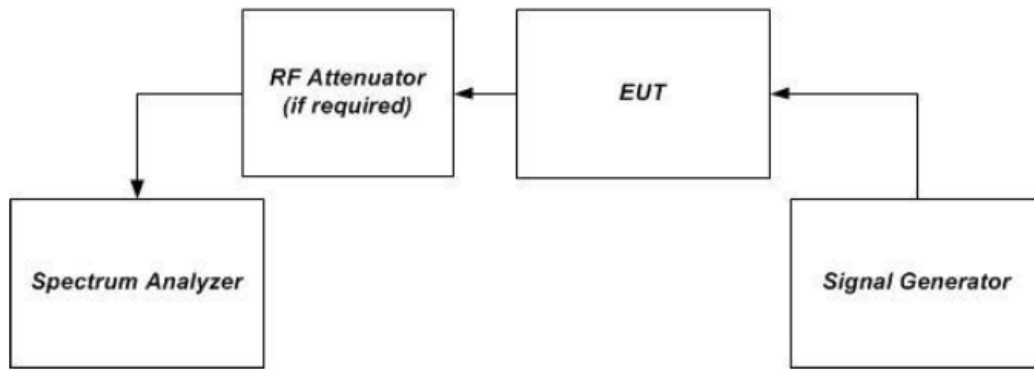 RF Attenuator
(if required)
EUT
Spectrum Analyzer
Signal Generator